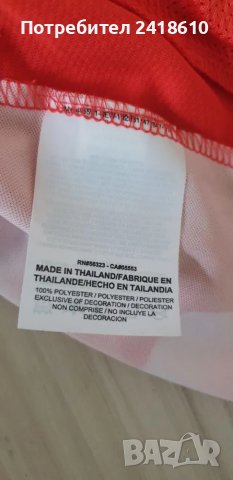 Потребител 2418610
RN#56323 - CA#05553
MADE IN THAILAND/FABRIQUE EN
THAILANDE/HECHO EN TAILANDIA
100% POLYESTER / POLYESTER / POLIESTER
EXCLUSIVE OF DECORATION / DECORATION
NON COMPRISE / NO INCLUYE LA
DECORACION
BAZAR